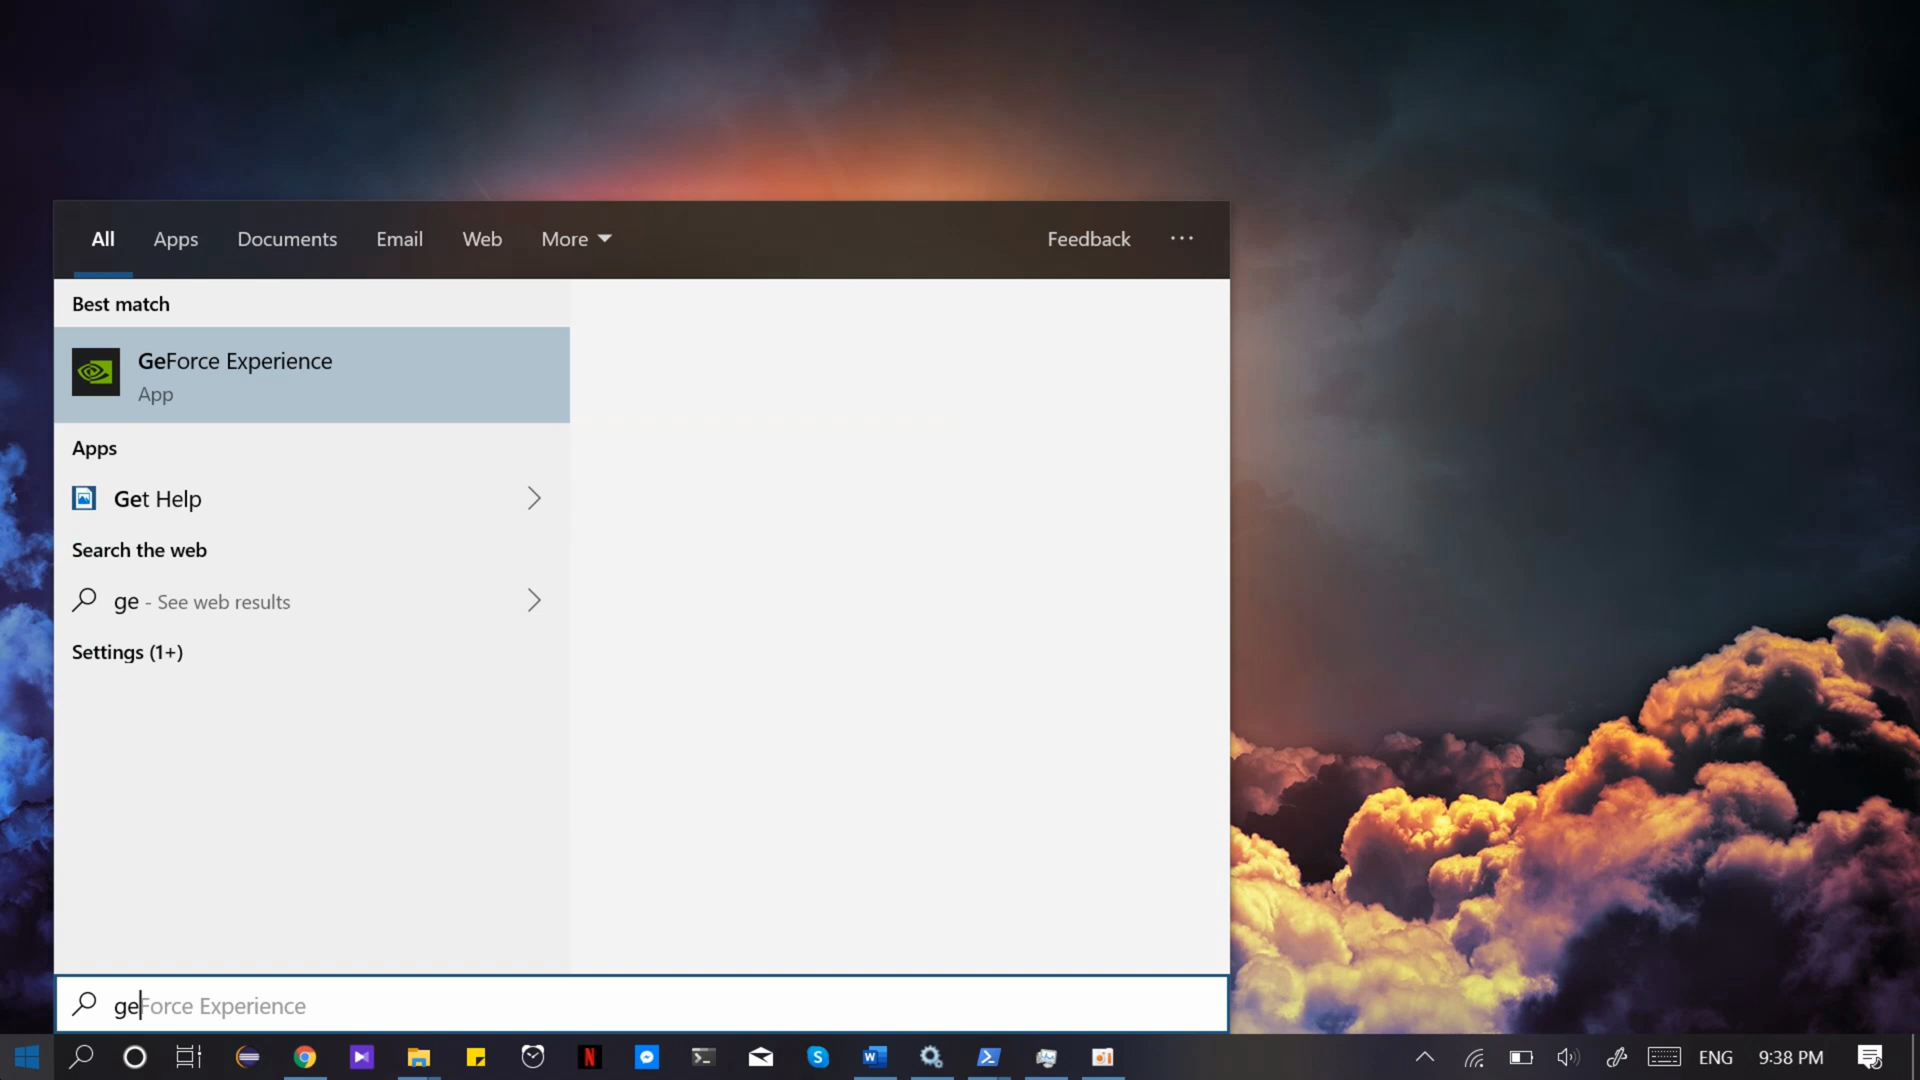 All Apps Documents Email Web More Feedback ...
Best match
GeForce Experience
App
Apps
Get Help
Search the web
ge - See web results
Settings (1+)
geForce Experience
ENG 9:38 PM